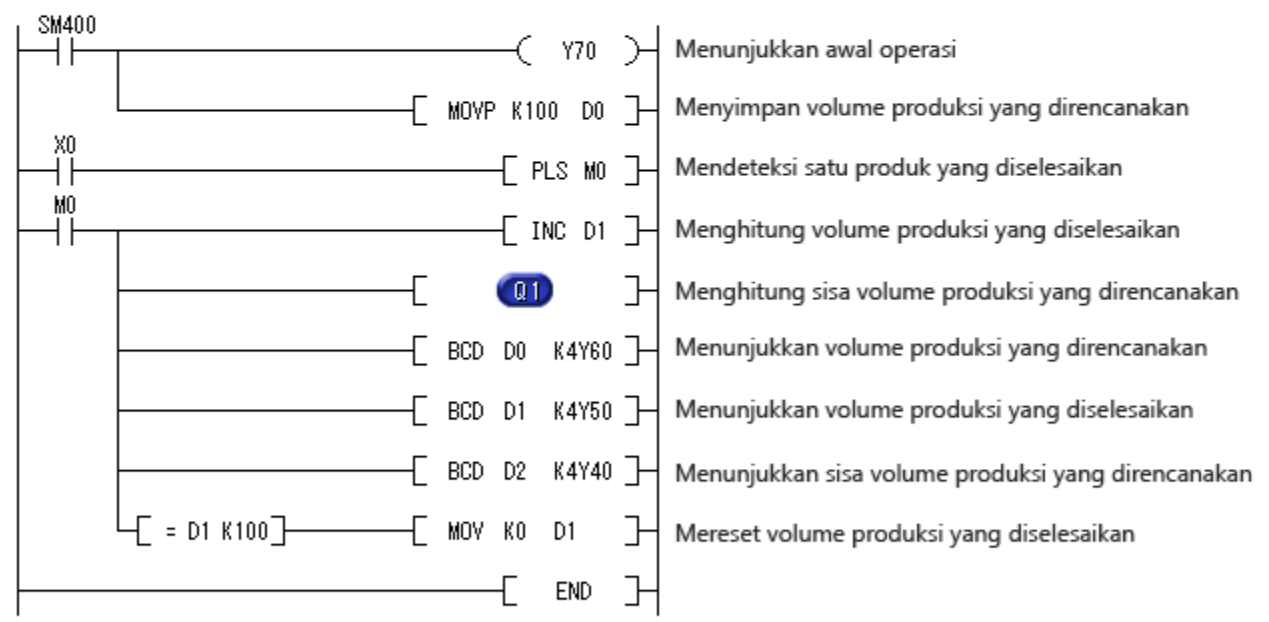 SM400
Y70 Menunjukkan awal operasi
MOVP K100 D0 Menyimpan volume produksi yang direncanakan
X0
PLS M0 Mendeteksi satu produk yang diselesaikan
M0
INC D1 Menghitung volume produksi yang diselesaikan
Q1 Menghitung sisa volume produksi yang direncanakan
BCD D0 K4Y60 Menunjukkan volume produksi yang direncanakan
BCD D1 K4Y50 Menunjukkan volume produksi yang diselesaikan
BCD D2 K4Y40 Menunjukkan sisa volume produksi yang direncanakan
= D1 K100 MOV K0 D1 Mereset volume produksi yang diselesaikan
END